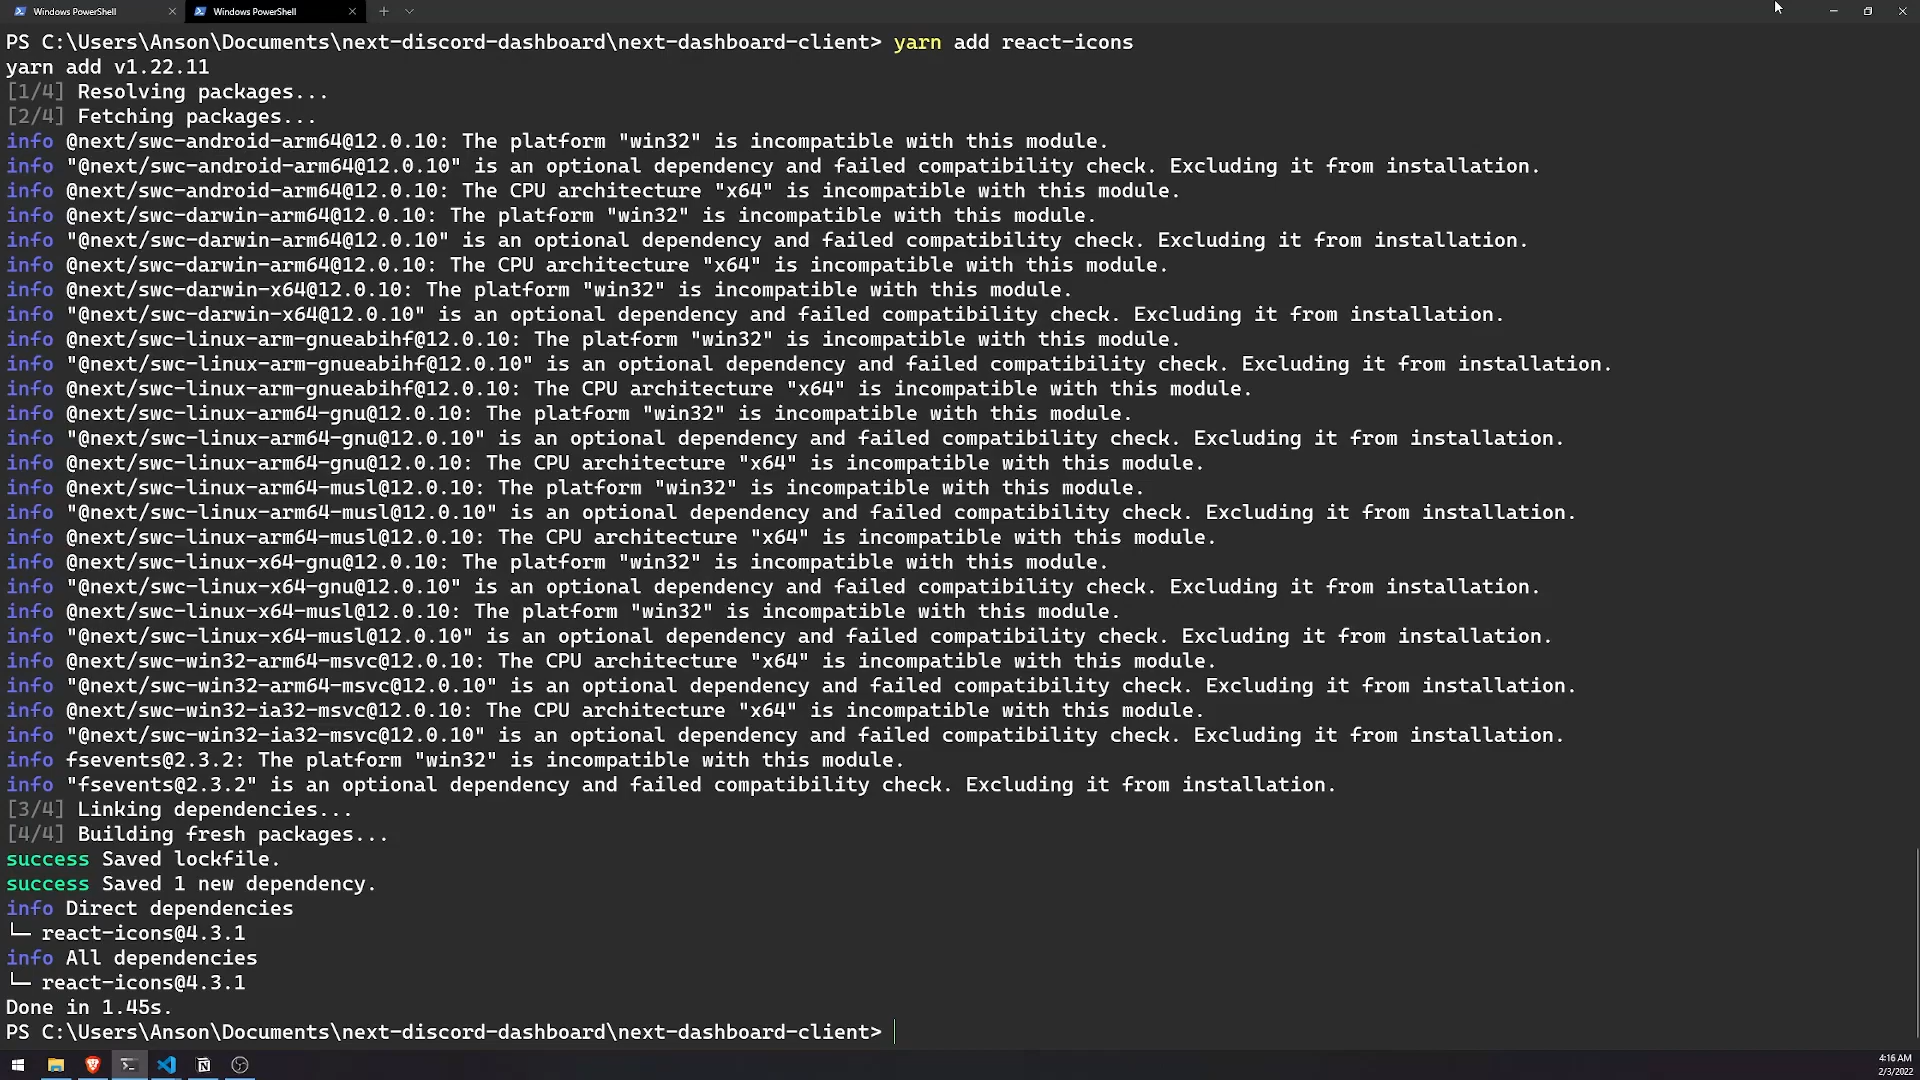 Windows PowerShell
Windows PowerShell
PS C:\Users\Anson\Documents\next-discord-dashboard\next-dashboard-client> yarn add react-icons
yarn add v1.22.11
[1/4] Resolving packages...
[2/4] Fetching packages...
info @next/swc-android-arm64@12.0.10: The platform "win32" is incompatible with this module.
info "@next/swc-android-arm64@12.0.10" is an optional dependency and failed compatibility check. Excluding it from installation.
info @next/swc-android-arm64@12.0.10: The CPU architecture "x64" is incompatible with this module.
info @next/swc-darwin-arm64@12.0.10: The platform "win32" is incompatible with this module.
info "@next/swc-darwin-arm64@12.0.10" is an optional dependency and failed compatibility check. Excluding it from installation.
info @next/swc-darwin-arm64@12.0.10: The CPU architecture "x64" is incompatible with this module.
info @next/swc-darwin-x64@12.0.10: The platform "win32" is incompatible with this module.
info "@next/swc-darwin-x64@12.0.10" is an optional dependency and failed compatibility check. Excluding it from installation.
info @next/swc-linux-arm-gnueabihf@12.0.10: The platform "win32" is incompatible with this module.
info "@next/swc-linux-arm-gnueabihf@12.0.10" is an optional dependency and failed compatibility check. Excluding it from installation.
info @next/swc-linux-arm-gnueabihf@12.0.10: The CPU architecture "x64" is incompatible with this module.
info @next/swc-linux-arm64-gnu@12.0.10: The platform "win32" is incompatible with this module.
info "@next/swc-linux-arm64-gnu@12.0.10" is an optional dependency and failed compatibility check. Excluding it from installation.
info @next/swc-linux-arm64-gnu@12.0.10: The CPU architecture "x64" is incompatible with this module.
info @next/swc-linux-arm64-musl@12.0.10: The platform "win32" is incompatible with this module.
info "@next/swc-linux-arm64-musl@12.0.10" is an optional dependency and failed compatibility check. Excluding it from installation.
info @next/swc-linux-arm64-musl@12.0.10: The CPU architecture "x64" is incompatible with this module.
info @next/swc-linux-x64-gnu@12.0.10: The platform "win32" is incompatible with this module.
info "@next/swc-linux-x64-gnu@12.0.10" is an optional dependency and failed compatibility check. Excluding it from installation.
info @next/swc-linux-x64-musl@12.0.10: The platform "win32" is incompatible with this module.
info "@next/swc-linux-x64-musl@12.0.10" is an optional dependency and failed compatibility check. Excluding it from installation.
info @next/swc-win32-arm64-msvc@12.0.10: The CPU architecture "x64" is incompatible with this module.
info "@next/swc-win32-arm64-msvc@12.0.10" is an optional dependency and failed compatibility check. Excluding it from installation.
info @next/swc-win32-ia32-msvc@12.0.10: The CPU architecture "x64" is incompatible with this module.
info "@next/swc-win32-ia32-msvc@12.0.10" is an optional dependency and failed compatibility check. Excluding it from installation.
info fsevents@2.3.2: The platform "win32" is incompatible with this module.
info "fsevents@2.3.2" is an optional dependency and failed compatibility check. Excluding it from installation.
[3/4] Linking dependencies...
[4/4] Building fresh packages...
success Saved lockfile.
success Saved 1 new dependency.
info Direct dependencies
└─ react-icons@4.3.1
info All dependencies
└─ react-icons@4.3.1
Done in 1.45s.
PS C:\Users\Anson\Documents\next-discord-dashboard\next-dashboard-client>
4:16 AM
2/3/2022